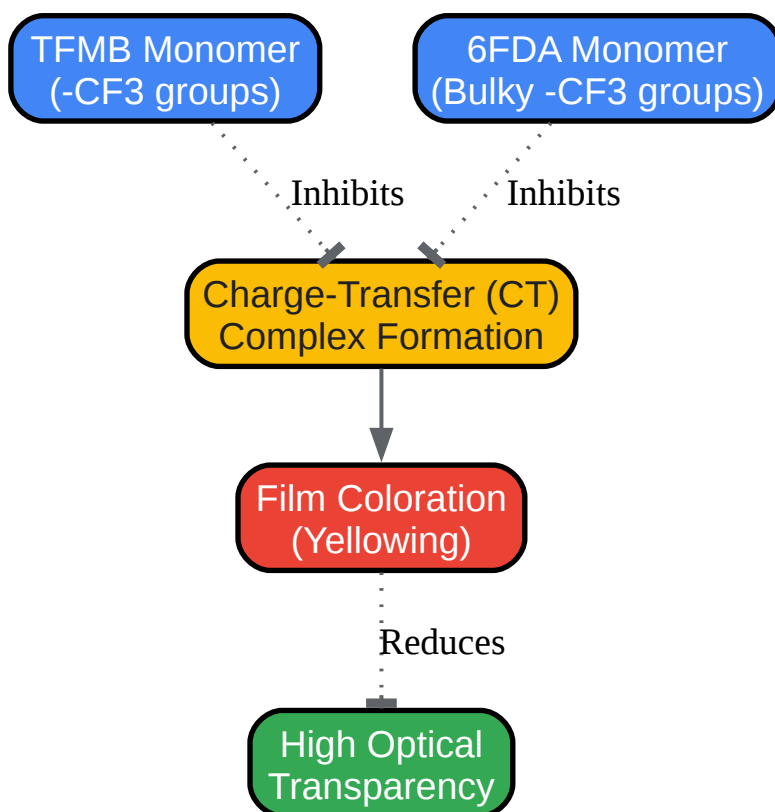 TFMB Monomer
(-CF3 groups)
6FDA Monomer
(Bulky -CF3 groups)
Inhibits
Inhibits
Charge-Transfer (CT)
Complex Formation
Film Coloration
(Yellowing)
Reduces
High Optical
Transparency